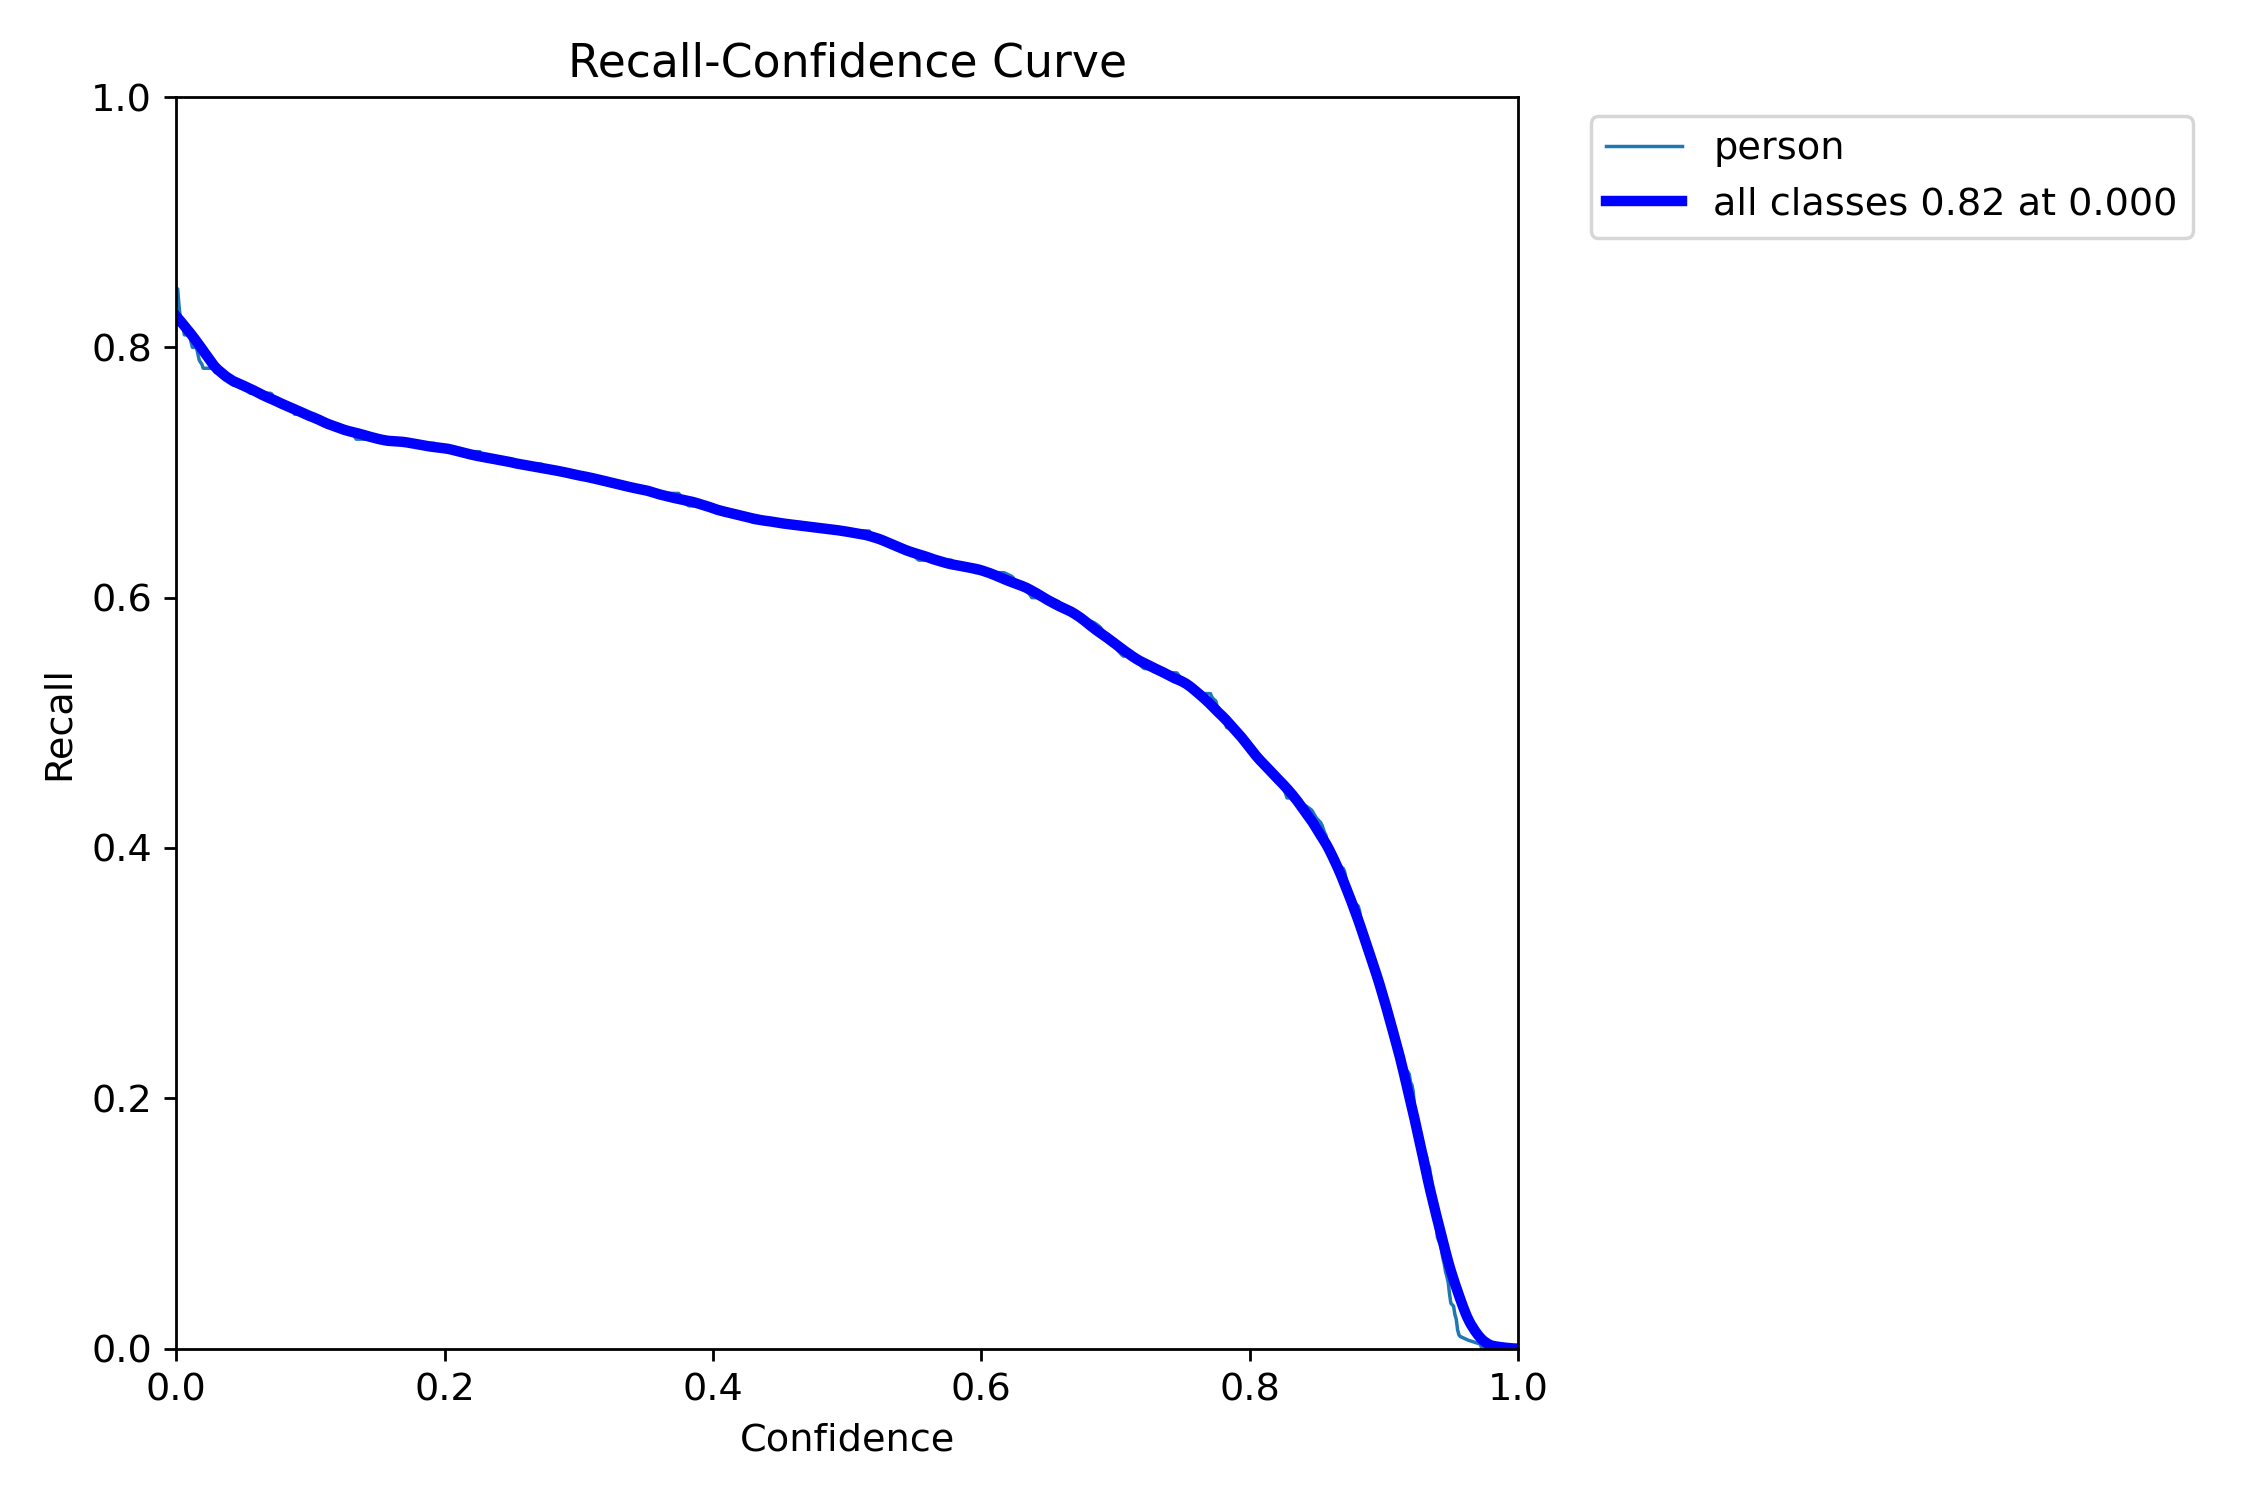 Recall-Confidence Curve
1.0
0.8
0.6
0.4
0.2
0.0
Recall
0.0 0.2 0.4 0.6 0.8 1.0
Confidence
person
all classes 0.82 at 0.000